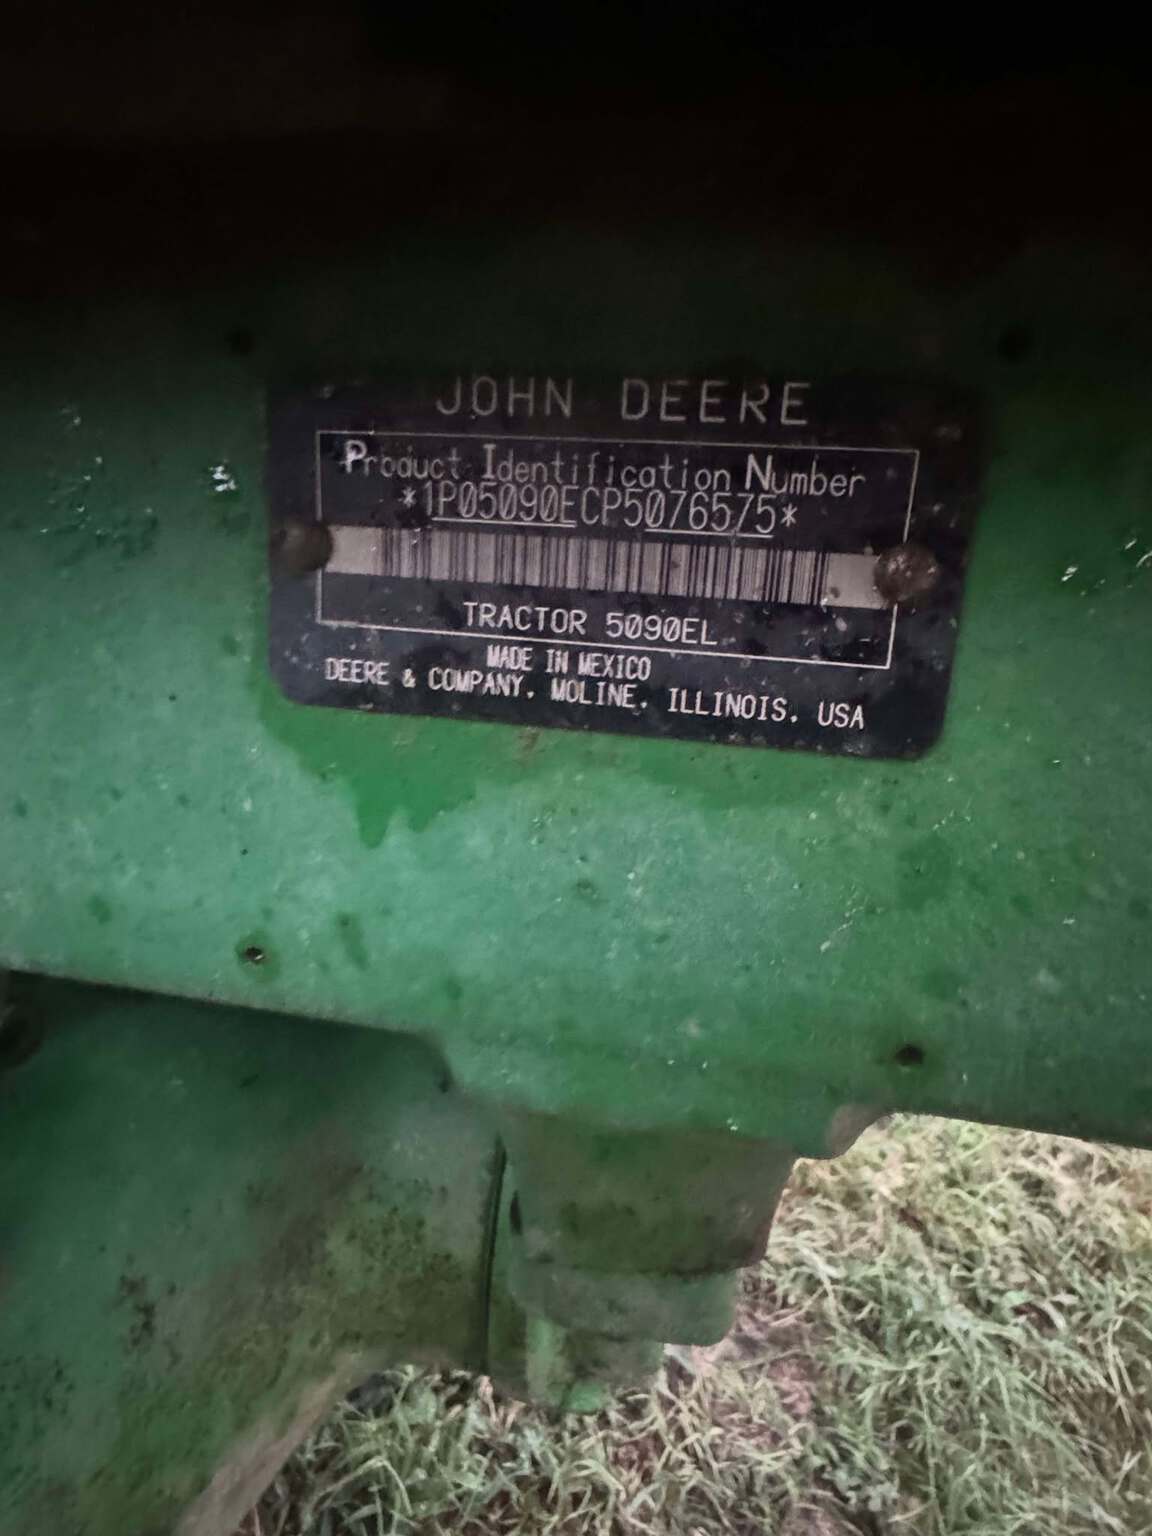 JOHN DEERE
Product Identification Number
*1P05090ECP5076575*
TRACTOR 5090EL
MADE IN MEXICO
DEERE & COMPANY. MOLINE. ILLINOIS. USA